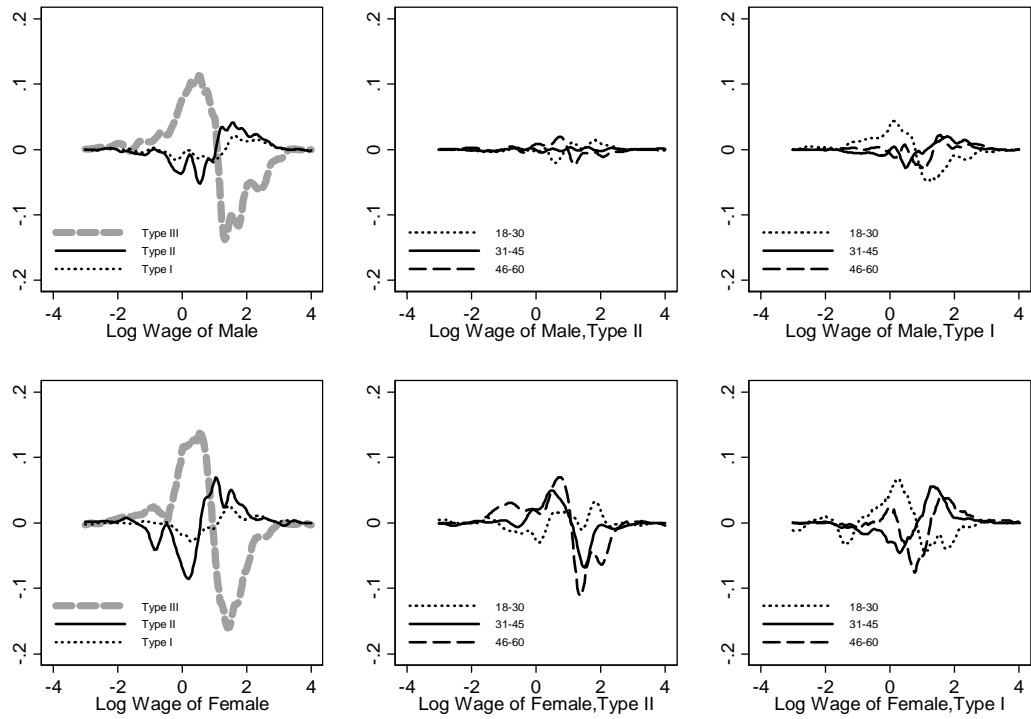 .2
.1
0
-.1
-.2
Type III
Type II
Type I
-4 -2 0 2 4
Log Wage of Male
.2
.1
0
-.1
-.2
18-30
31-45
46-60
-4 -2 0 2 4
Log Wage of Male,Type II
.2
.1
0
-.1
-.2
18-30
31-45
46-60
-4 -2 0 2 4
Log Wage of Male,Type I
.2
.1
0
-.1
-.2
Type III
Type II
Type I
-4 -2 0 2 4
Log Wage of Female
.2
.1
0
-.1
-.2
18-30
31-45
46-60
-4 -2 0 2 4
Log Wage of Female,Type II
.2
.1
0
-.1
-.2
18-30
31-45
46-60
-4 -2 0 2 4
Log Wage of Female,Type I